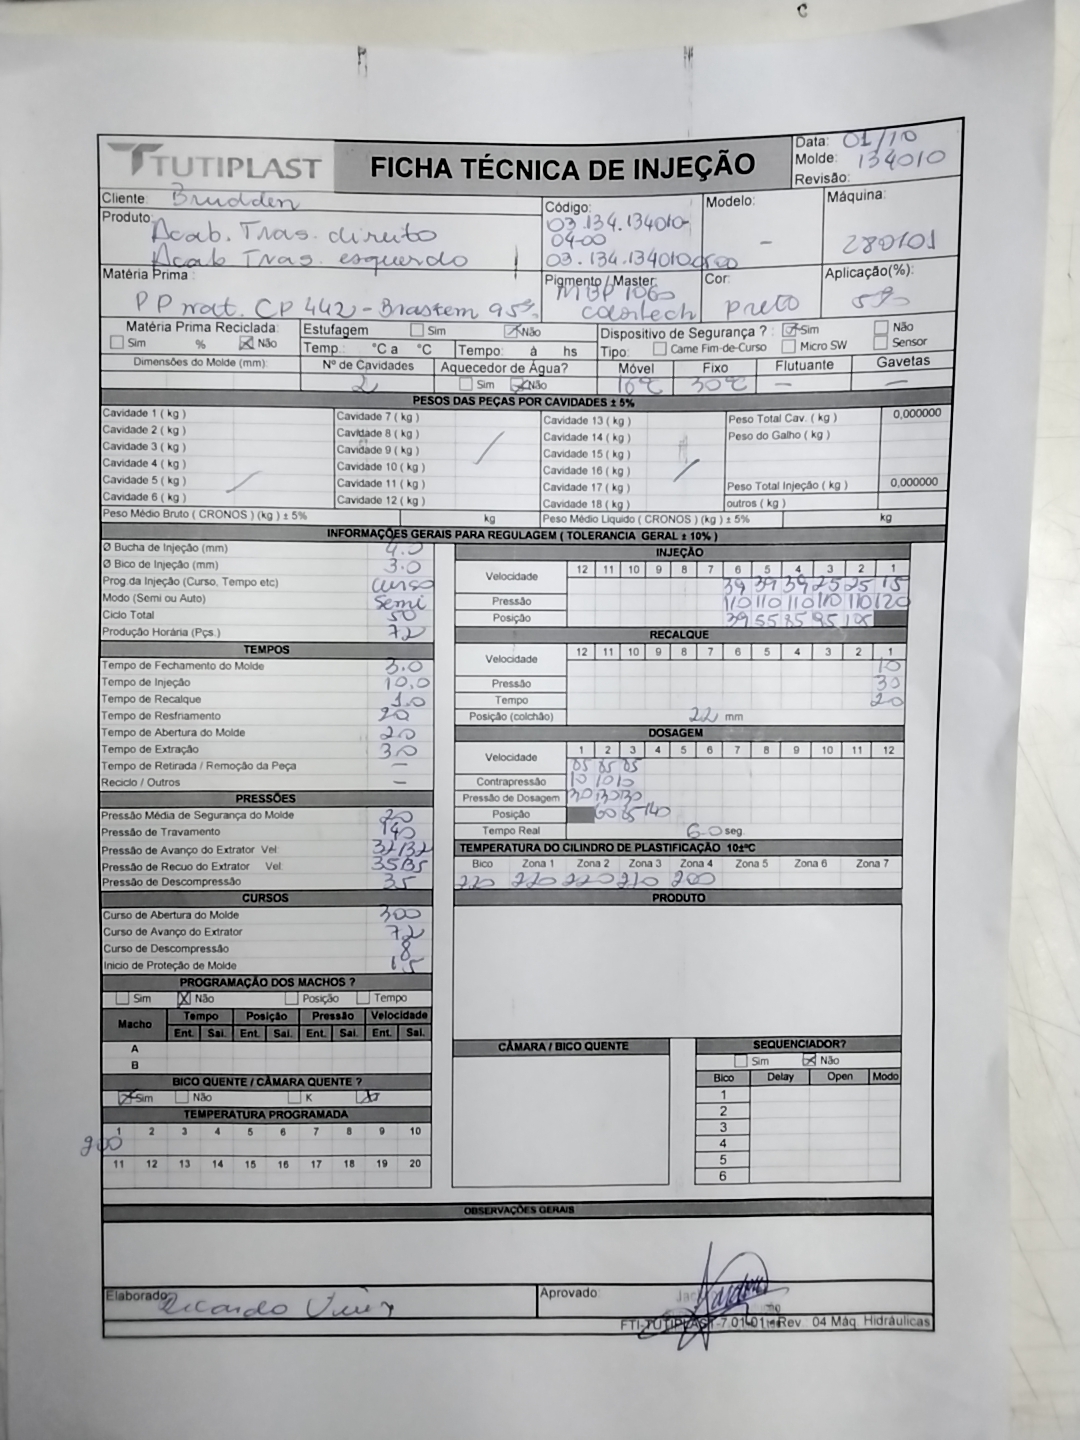 TUTIPLAST
FICHA TÉCNICA DE INJEÇÃO
Data: 01/10
Molde: 134010
Revisão:
Cliente: Brudden
Produto:
Acab. Tras. direito
Acab Tras. esquerdo
Código:
03.134.134010-
04-00
03.134.134010
Modelo: -
Máquina:
280101
Matéria Prima:
PP nat. CP 442 - Brastem 95%
Pigmento / Master:
MBP 1060
colortech
Cor:
preto
Aplicação(%):
5%
Matéria Prima Reciclada:
Sim % Não
Estufagem Sim Não
Temp.: °C a °C Tempo: à hs
Dispositivo de Segurança ? Sim Não
Tipo: Came Fim-de-Curso Micro SW Sensor
Dimensões do Molde (mm) Nº de Cavidades Aquecedor de Água? Móvel Fixo Flutuante Gavetas
2 Sim Não 16°C 30°C — —
PESOS DAS PEÇAS POR CAVIDADES ± 5%
Cavidade 1 ( kg ) Cavidade 7 ( kg ) Cavidade 13 ( kg ) Peso Total Cav. ( kg ) 0,000000
Cavidade 2 ( kg ) Cavidade 8 ( kg ) Cavidade 14 ( kg ) Peso do Galho ( kg )
Cavidade 3 ( kg ) Cavidade 9 ( kg ) Cavidade 15 ( kg )
Cavidade 4 ( kg ) Cavidade 10 ( kg ) Cavidade 16 ( kg )
Cavidade 5 ( kg ) Cavidade 11 ( kg ) Cavidade 17 ( kg ) Peso Total Injeção ( kg ) 0,000000
Cavidade 6 ( kg ) Cavidade 12 ( kg ) Cavidade 18 ( kg ) outros ( kg )
Peso Médio Bruto ( CRONOS ) (kg ) ± 5% kg Peso Médio Liquido ( CRONOS ) (kg ) ± 5% kg
INFORMAÇÕES GERAIS PARA REGULAGEM ( TOLERANCIA GERAL ± 10% )
Ø Bucha de Injeção (mm) 4.0
Ø Bico de Injeção (mm) 3.0
Prog.da Injeção (Curso, Tempo etc) curso
Modo (Semi ou Auto) Semi
Ciclo Total 50
Produção Horária (Pçs.) 72
TEMPOS
Tempo de Fechamento do Molde 3.0
Tempo de Injeção 10.0
Tempo de Recalque 1.0
Tempo de Resfriamento 20
Tempo de Abertura do Molde 2.0
Tempo de Extração 3.0
Tempo de Retirada / Remoção da Peça —
Reciclo / Outros —
PRESSÕES
Pressão Média de Segurança do Molde 20
Pressão de Travamento 140
Pressão de Avanço do Extrator Vel: 32/32
Pressão de Recuo do Extrator Vel: 35/35
Pressão de Descompressão 35
CURSOS
Curso de Abertura do Molde 300
Curso de Avanço do Extrator 72
Curso de Descompressão 8
Inicio de Proteção de Molde 15
PROGRAMAÇÃO DOS MACHOS ?
Sim Não Posição Tempo
Macho Tempo Posição Pressão Velocidade
Ent. Sai. Ent. Sai. Ent. Sai. Ent. Sai.
A
B
BICO QUENTE / CÂMARA QUENTE ?
Sim Não K
TEMPERATURA PROGRAMADA
1 2 3 4 5 6 7 8 9 10
200
11 12 13 14 15 16 17 18 19 20
INJEÇÃO
12 11 10 9 8 7 6 5 4 3 2 1
Velocidade 39 39 39 25 25 15
Pressão 110 110 110 110 110 120
Posição 39 55 85 95 105
RECALQUE
12 11 10 9 8 7 6 5 4 3 2 1
Velocidade 10
Pressão 30
Tempo 20
Posição (colchão) 22 mm
DOSAGEM
1 2 3 4 5 6 7 8 9 10 11 12
Velocidade 85 85 85
Contrapressão 10 10 10
Pressão de Dosagem 30 30 30
Posição 60 85 140
Tempo Real 6.0 seg.
TEMPERATURA DO CILINDRO DE PLASTIFICAÇÃO 10±ºC
Bico Zona 1 Zona 2 Zona 3 Zona 4 Zona 5 Zona 6 Zona 7
220 220 220 210 200
PRODUTO
CÂMARA / BICO QUENTE
SEQUENCIADOR?
Sim Não
Bico Delay Open Modo
1
2
3
4
5
6
OBSERVAÇÕES GERAIS
Elaborado: Ricardo
Aprovado:
FTI-TUTIPLAST-7.01-01 Rev.: 04 Máq. Hidráulicas